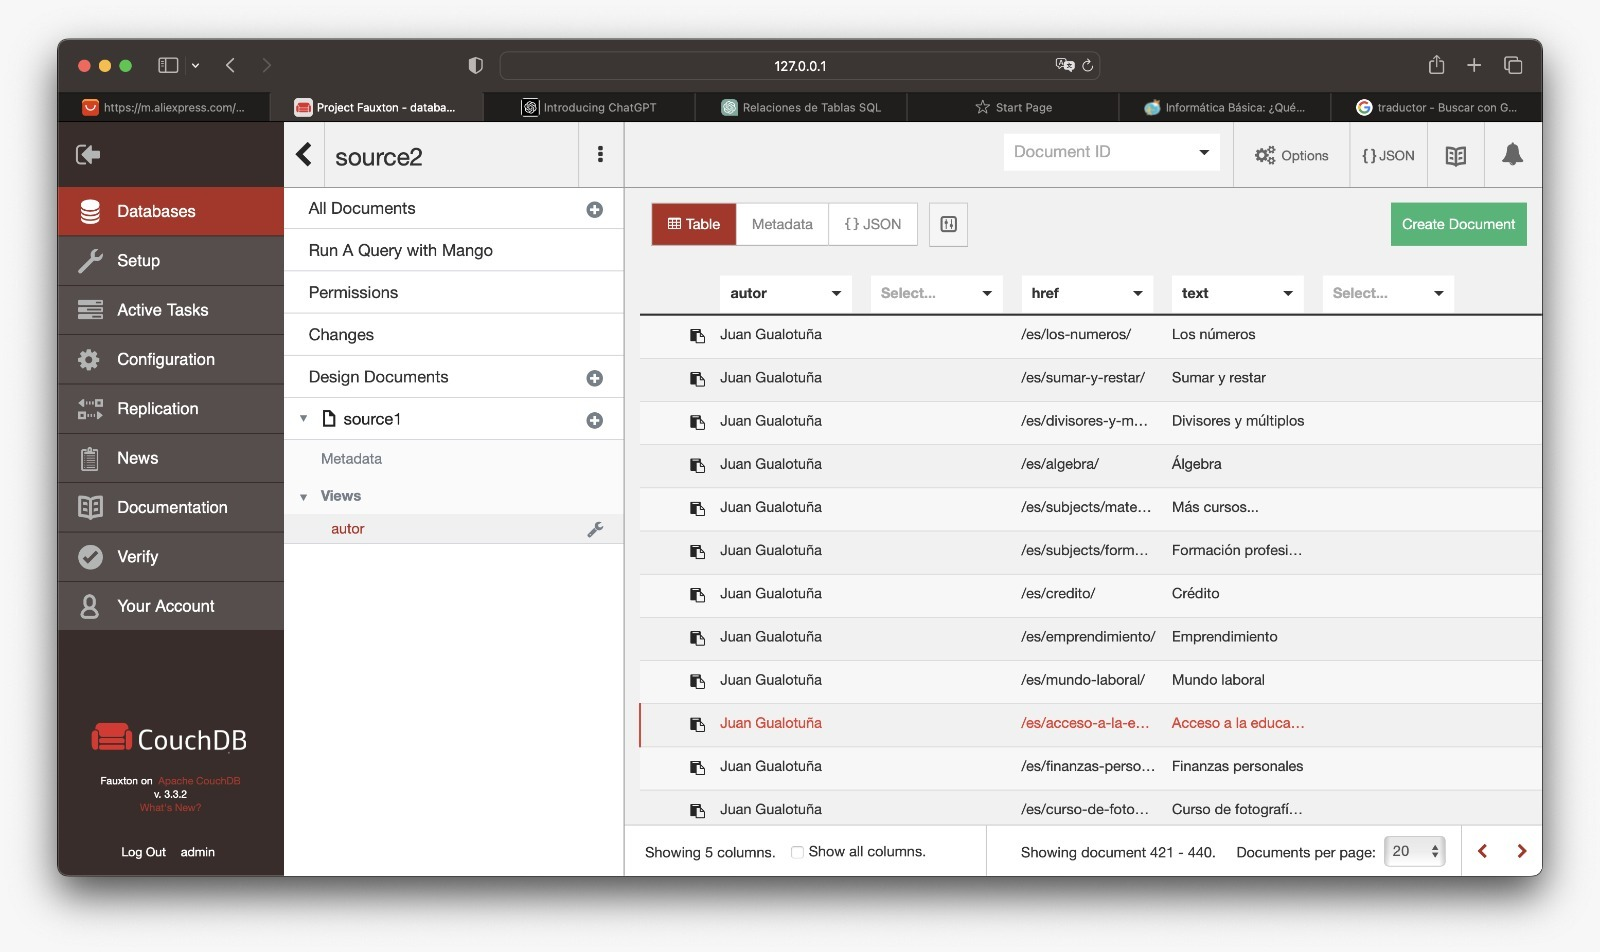 127.0.0.1
https://m.aliexpress.com/...
Project Fauxton - databa...
Introducing ChatGPT
Relaciones de Tablas SQL
Start Page
Informática Básica: ¿Qué...
traductor - Buscar con G...
source2
Document ID
Options
{ } JSON
Databases
Setup
Active Tasks
Configuration
Replication
News
Documentation
Verify
Your Account
CouchDB
Fauxton on Apache CouchDB
v. 3.3.2
What's New?
Log Out admin
All Documents
Run A Query with Mango
Permissions
Changes
Design Documents
source1
Metadata
Views
autor
Table Metadata { } JSON
Create Document
autor Select... href text Select...
Juan Gualotuña /es/los-numeros/ Los números
Juan Gualotuña /es/sumar-y-restar/ Sumar y restar
Juan Gualotuña /es/divisores-y-m... Divisores y múltiplos
Juan Gualotuña /es/algebra/ Álgebra
Juan Gualotuña /es/subjects/mate... Más cursos...
Juan Gualotuña /es/subjects/form... Formación profesi...
Juan Gualotuña /es/credito/ Crédito
Juan Gualotuña /es/emprendimiento/ Emprendimiento
Juan Gualotuña /es/mundo-laboral/ Mundo laboral
Juan Gualotuña /es/acceso-a-la-e... Acceso a la educa...
Juan Gualotuña /es/finanzas-perso... Finanzas personales
Juan Gualotuña /es/curso-de-foto... Curso de fotografí...
Showing 5 columns. Show all columns. Showing document 421 - 440. Documents per page: 20